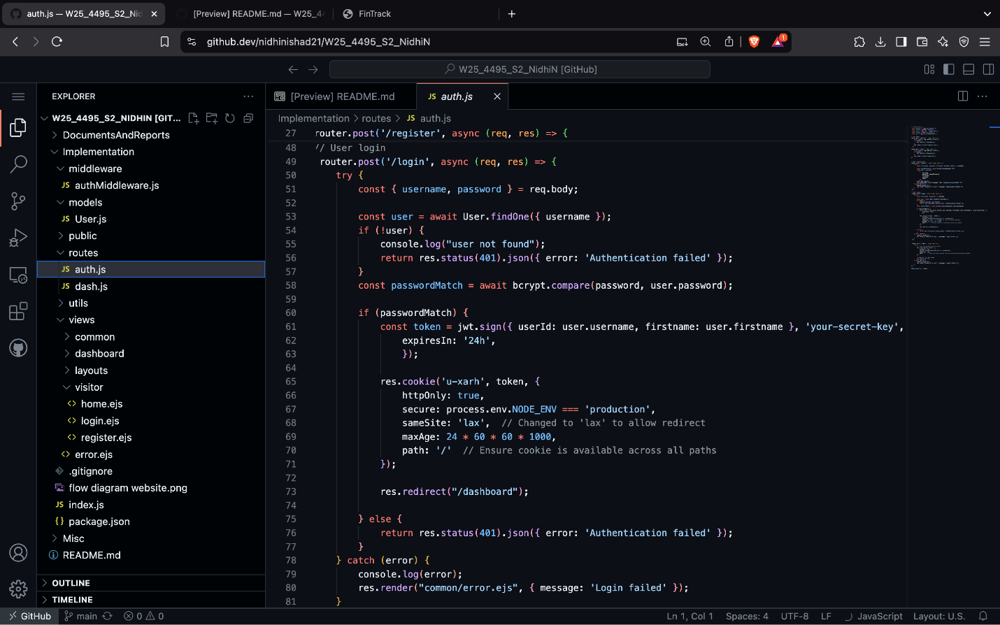 auth.js — W25_4495_S2_Nid
[Preview] README.md — W25_4
FinTrack
github.dev/nidhinishad21/W25_4495_S2_NidhiN
1
W25_4495_S2_NidhiN [GitHub]
EXPLORER
W25_4495_S2_NIDHIN [GIT...
DocumentsAndReports
Implementation
middleware
JS authMiddleware.js
models
JS User.js
public
routes
JS auth.js
JS dash.js
utils
views
common
dashboard
layouts
visitor
<> home.ejs
<> login.ejs
<> register.ejs
<> error.ejs
.gitignore
flow diagram website.png
JS index.js
{} package.json
Misc
README.md
OUTLINE
TIMELINE
[Preview] README.md
JS auth.js
Implementation > routes > JS auth.js
27 router.post('/register', async (req, res) => {
48 // User login
49 router.post('/login', async (req, res) => {
50 try {
51 const { username, password } = req.body;
52
53 const user = await User.findOne({ username });
54 if (!user) {
55 console.log("user not found");
56 return res.status(401).json({ error: 'Authentication failed' });
57 }
58 const passwordMatch = await bcrypt.compare(password, user.password);
59
60 if (passwordMatch) {
61 const token = jwt.sign({ userId: user.username, firstname: user.firstname }, 'your-secret-key',
62 expiresIn: '24h',
63 });
64
65 res.cookie('u-xarh', token, {
66 httpOnly: true,
67 secure: process.env.NODE_ENV === 'production',
68 sameSite: 'lax', // Changed to 'lax' to allow redirect
69 maxAge: 24 * 60 * 60 * 1000,
70 path: '/' // Ensure cookie is available across all paths
71 });
72
73 res.redirect("/dashboard");
74
75 } else {
76 return res.status(401).json({ error: 'Authentication failed' });
77 }
78 } catch (error) {
79 console.log(error);
80 res.render("common/error.ejs", { message: 'Login failed' });
81 }
GitHub
main
0
0
Ln 1, Col 1
Spaces: 4
UTF-8
LF
JavaScript
Layout: U.S.